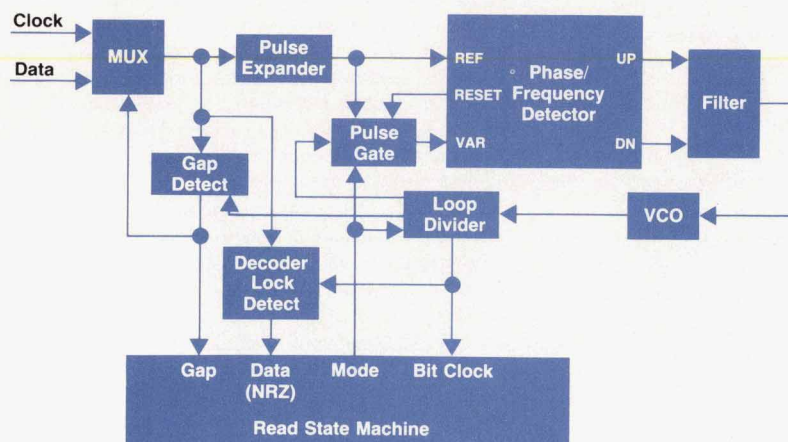 Clock
Data
MUX
Pulse
Expander
REF
RESET
VAR
UP
DN
Phase/
Frequency
Detector
Filter
Pulse
Gate
Gap
Detect
Loop
Divider
VCO
Decoder
Lock
Detect
Gap
Data
(NRZ)
Mode
Bit Clock
Read State Machine